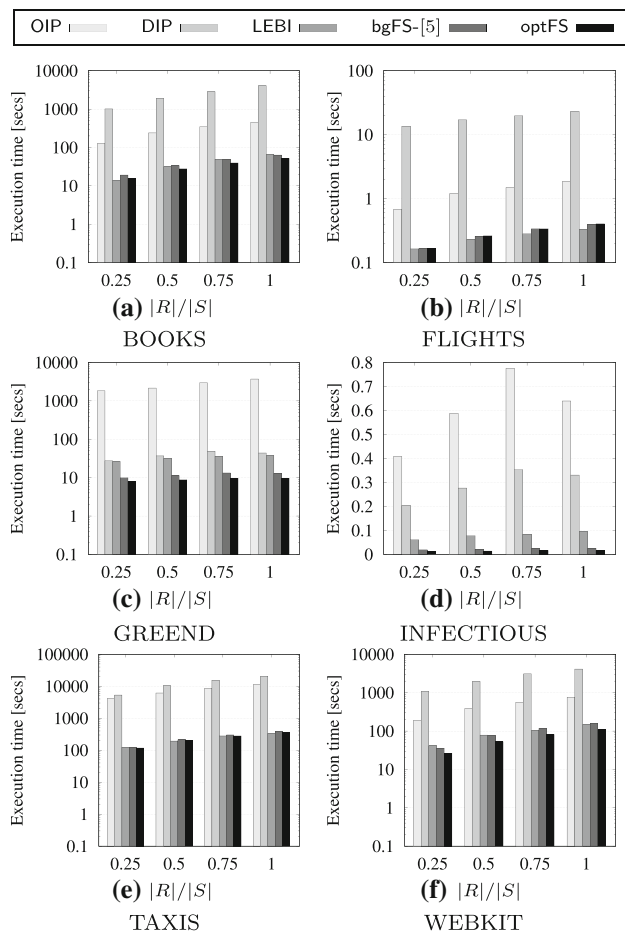 OIP DIP LEBI bgFS-[5] optFS
Execution time [secs]
10000
1000
100
10
1
0.1
0.25 0.5 0.75 1
(a) |R|/|S|
BOOKS
Execution time [secs]
100
10
1
0.1
0.25 0.5 0.75 1
(b) |R|/|S|
FLIGHTS
Execution time [secs]
10000
1000
100
10
1
0.1
0.25 0.5 0.75 1
(c) |R|/|S|
GREEND
Execution time [secs]
0.8
0.7
0.6
0.5
0.4
0.3
0.2
0.1
0
0.25 0.5 0.75 1
(d) |R|/|S|
INFECTIOUS
Execution time [secs]
100000
10000
1000
100
10
1
0.1
0.25 0.5 0.75 1
(e) |R|/|S|
TAXIS
Execution time [secs]
10000
1000
100
10
1
0.1
0.25 0.5 0.75 1
(f) |R|/|S|
WEBKIT